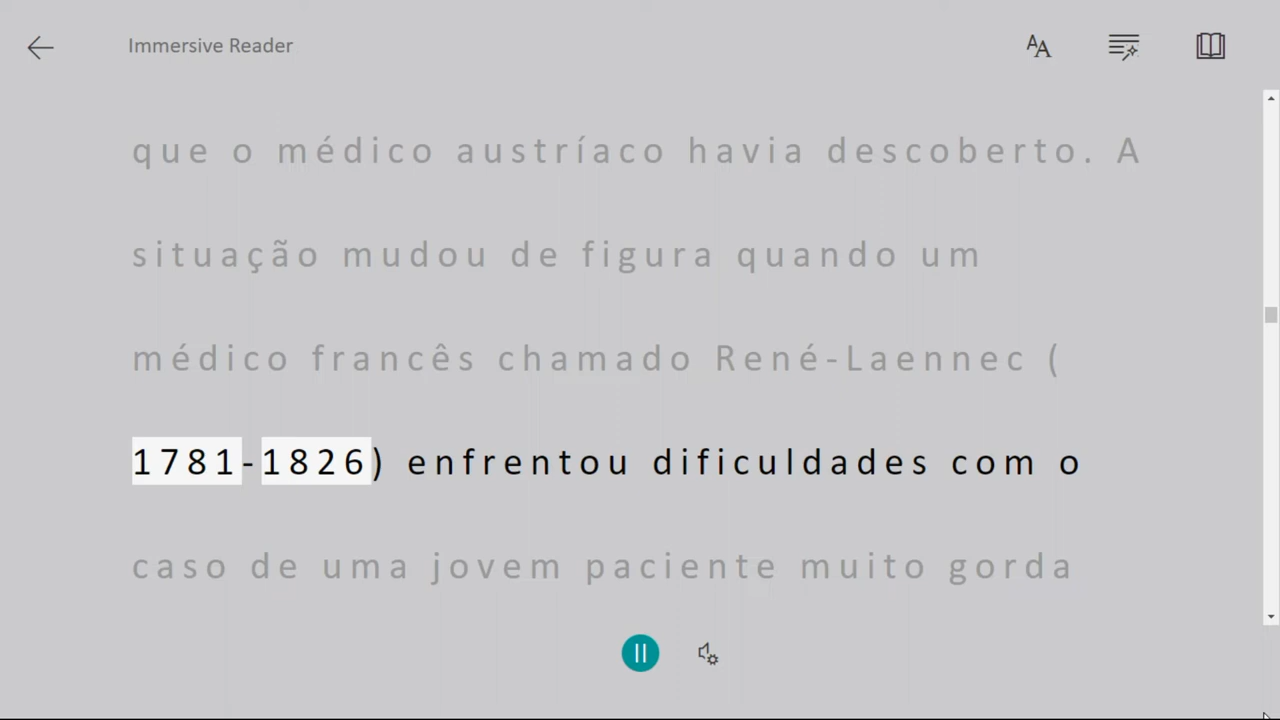 Immersive Reader
que o médico austríaco havia descoberto. A
situação mudou de figura quando um
médico francês chamado René-Laennec (
1781-1826) enfrentou dificuldades com o
caso de uma jovem paciente muito gorda